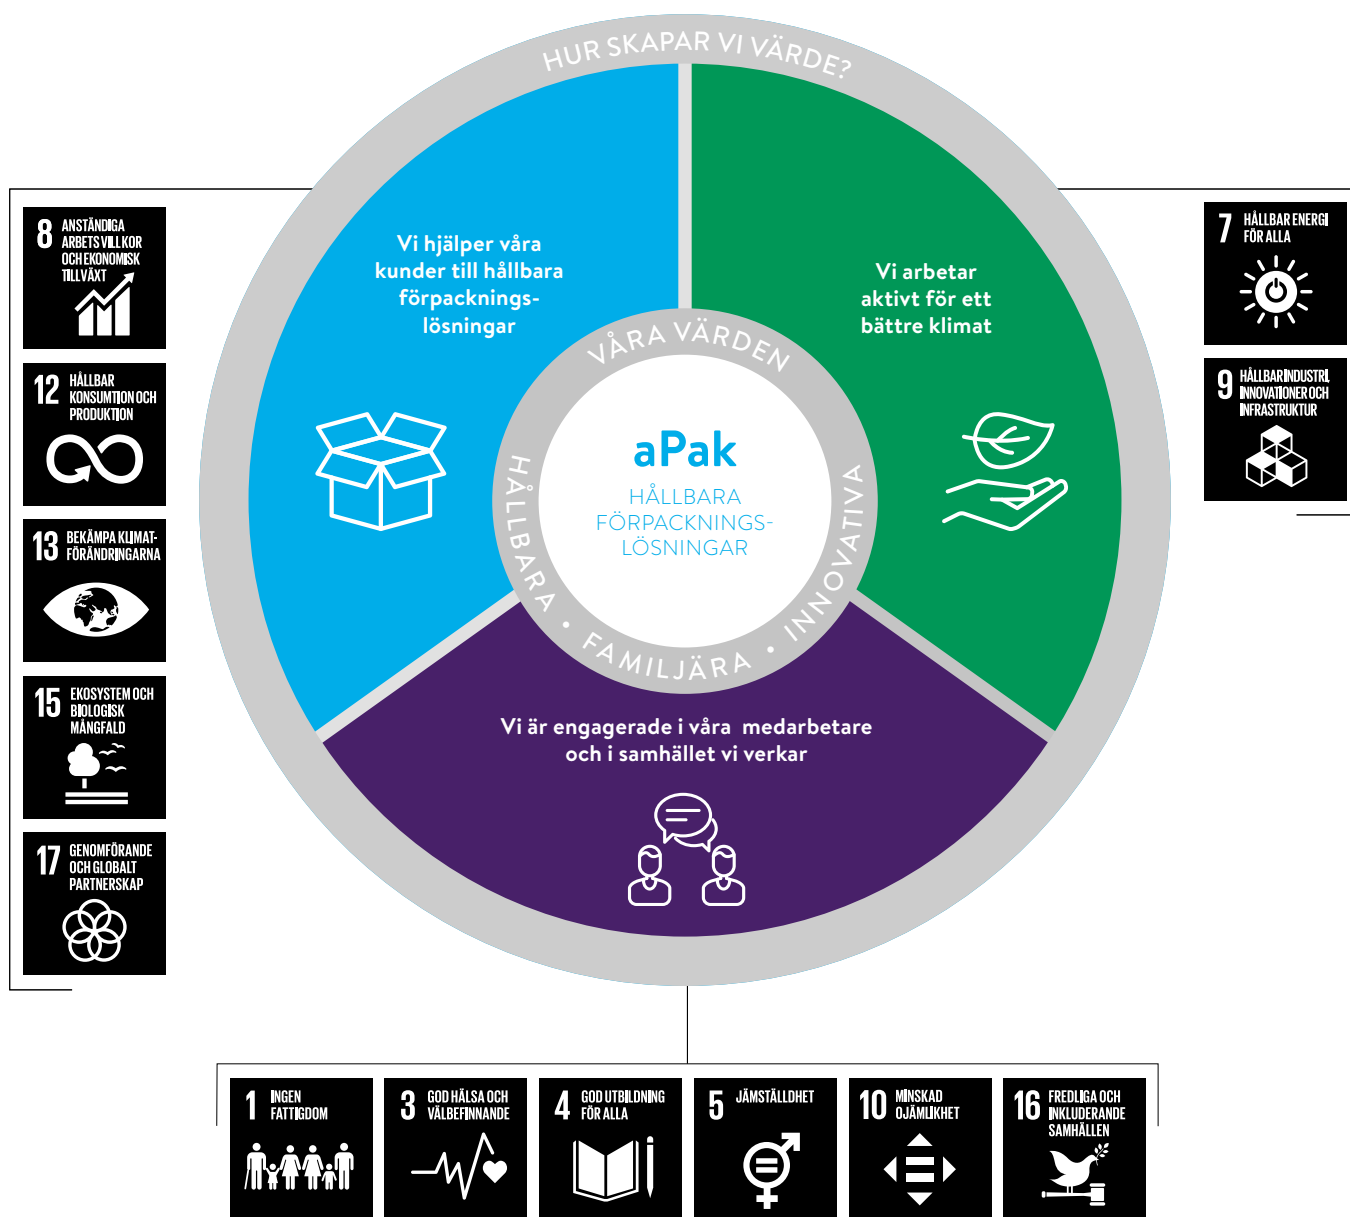 HUR SKAPAR VI VÄRDE?
Vi hjälper våra
kunder till hållbara
förpacknings-
lösningar
Vi arbetar
aktivt för ett
bättre klimat
VÅRA VÄRDEN
HÅLLBARA • FAMILJÄRA • INNOVATIVA
aPak
HÅLLBARA
FÖRPACKNINGS-
LÖSNINGAR
Vi är engagerade i våra medarbetare
och i samhället vi verkar
8 ANSTÄNDIGA
ARBETSVILLKOR
OCH EKONOMISK
TILLVÄXT
12 HÅLLBAR
KONSUMTION OCH
PRODUKTION
13 BEKÄMPA KLIMAT-
FÖRÄNDRINGARNA
15 EKOSYSTEM OCH
BIOLOGISK
MÅNGFALD
17 GENOMFÖRANDE
OCH GLOBALT
PARTNERSKAP
7 HÅLLBAR ENERGI
FÖR ALLA
9 HÅLLBAR INDUSTRI,
INNOVATIONER OCH
INFRASTRUKTUR
1 INGEN
FATTIGDOM
3 GOD HÄLSA OCH
VÄLBEFINNANDE
4 GOD UTBILDNING
FÖR ALLA
5 JÄMSTÄLLDHET
10 MINSKAD
OJÄMLIKHET
16 FREDLIGA OCH
INKLUDERANDE
SAMHÄLLEN